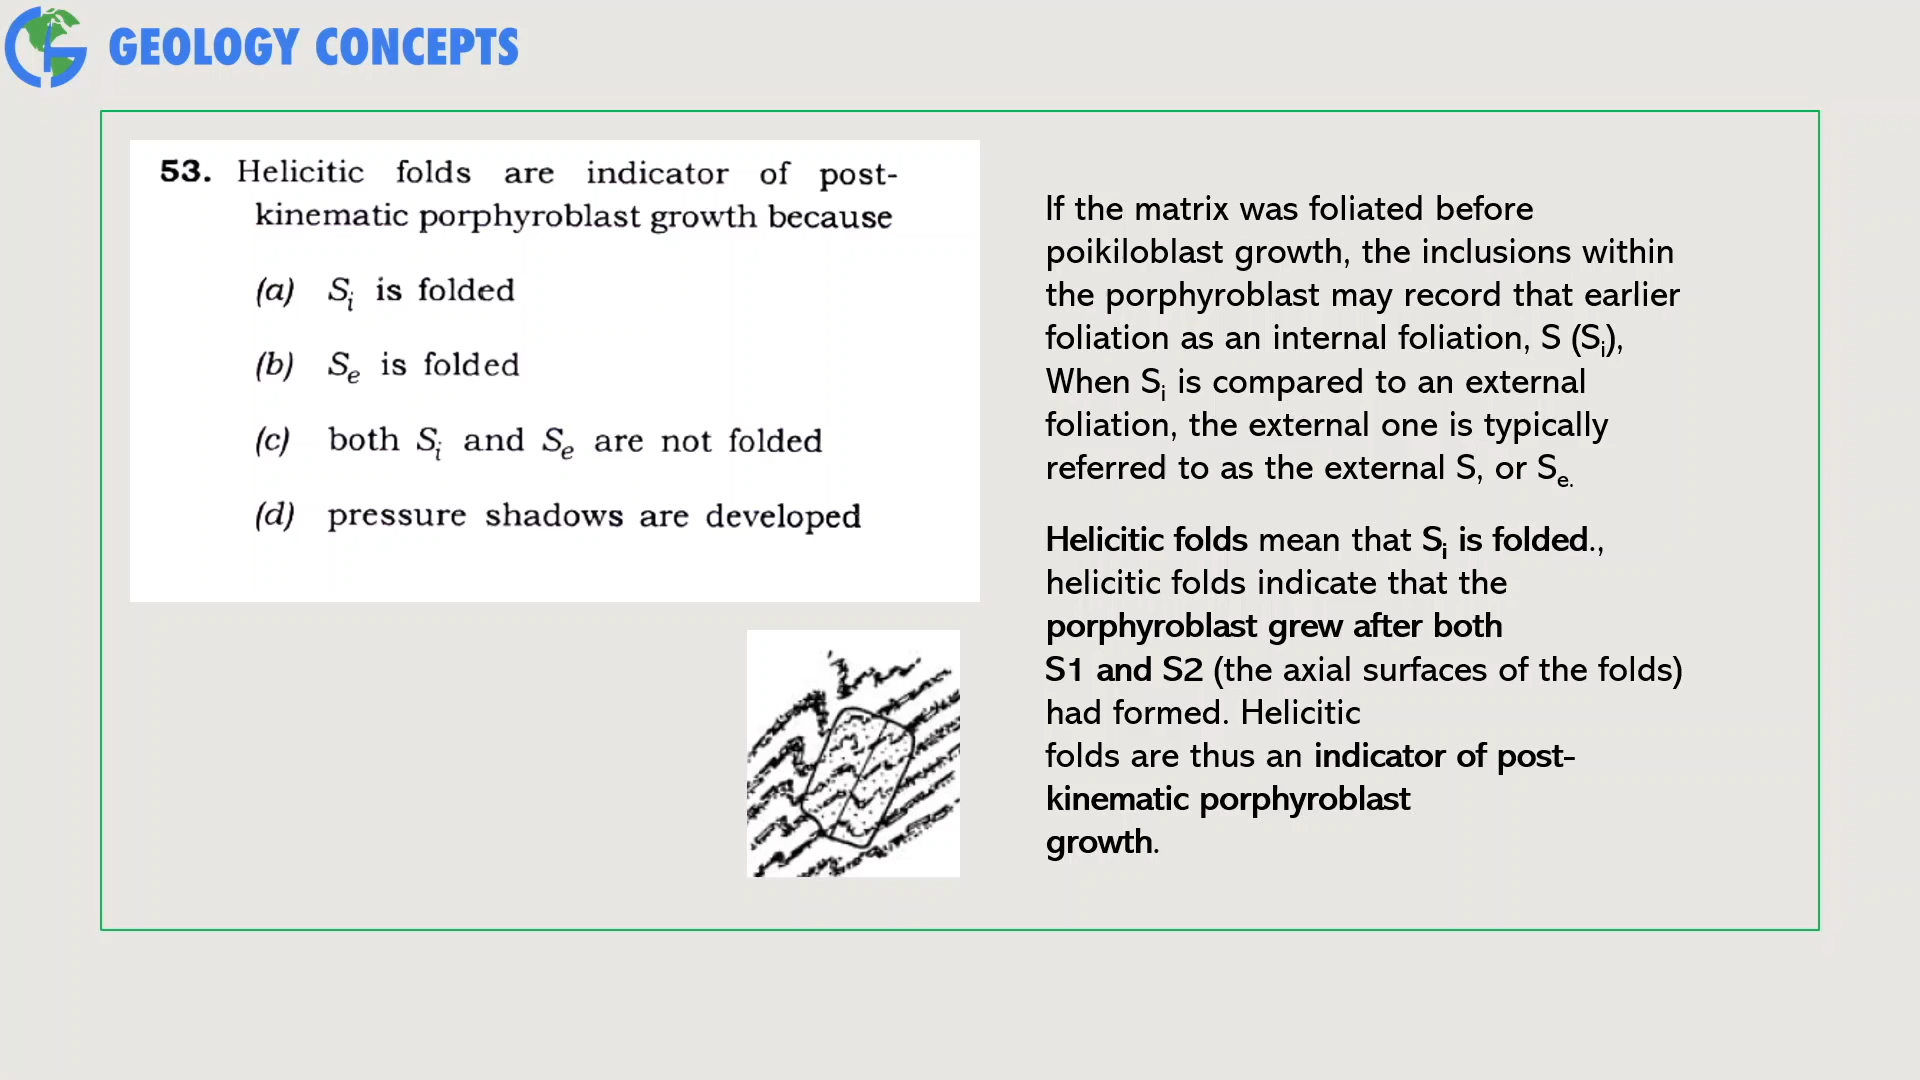 GEOLOGY CONCEPTS
53. Helicitic folds are indicator of post-
kinematic porphyroblast growth because
(a) Si is folded
(b) Se is folded
(c) both Si and Se are not folded
(d) pressure shadows are developed
If the matrix was foliated before
poikiloblast growth, the inclusions within
the porphyroblast may record that earlier
foliation as an internal foliation, S (Si),
When Si is compared to an external
foliation, the external one is typically
referred to as the external S, or Se.
Helicitic folds mean that Si is folded.,
helicitic folds indicate that the
porphyroblast grew after both
S1 and S2 (the axial surfaces of the folds)
had formed. Helicitic
folds are thus an indicator of post-
kinematic porphyroblast
growth.